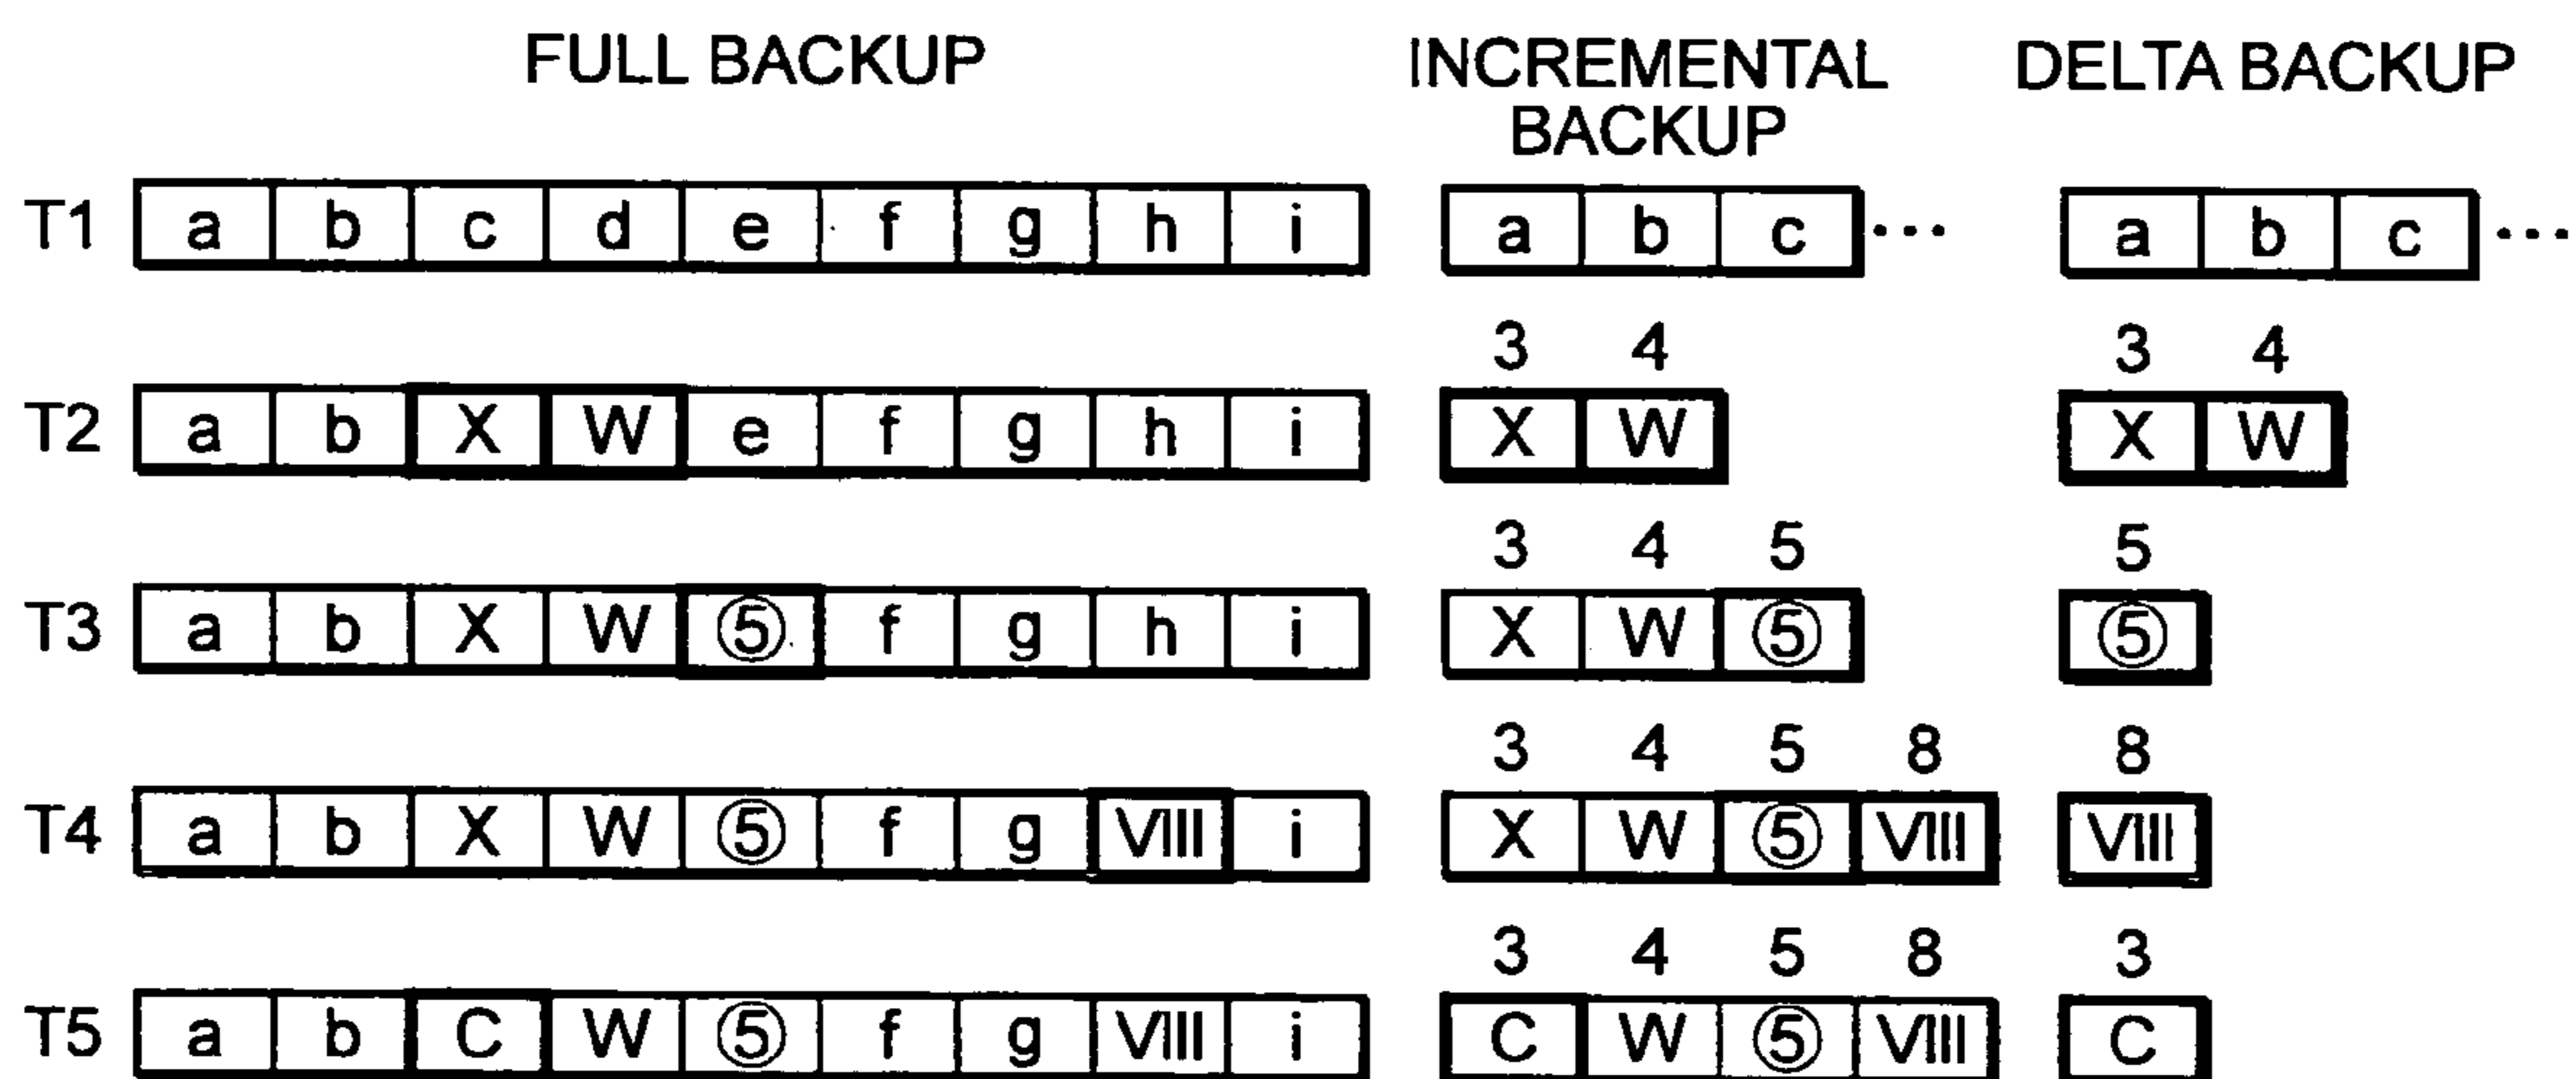 FULL BACKUP INCREMENTAL BACKUP DELTA BACKUP
T1 a b c d e f g h i a b c ... a b c ...
3 4 3 4
T2 a b X W e f g h i X W X W
3 4 5 5
T3 a b X W ⑤ f g h i X W ⑤ ⑤
3 4 5 8 8
T4 a b X W ⑤ f g VIII i X W ⑤ VIII VIII
3 4 5 8 3
T5 a b C W ⑤ f g VIII i C W ⑤ VIII C